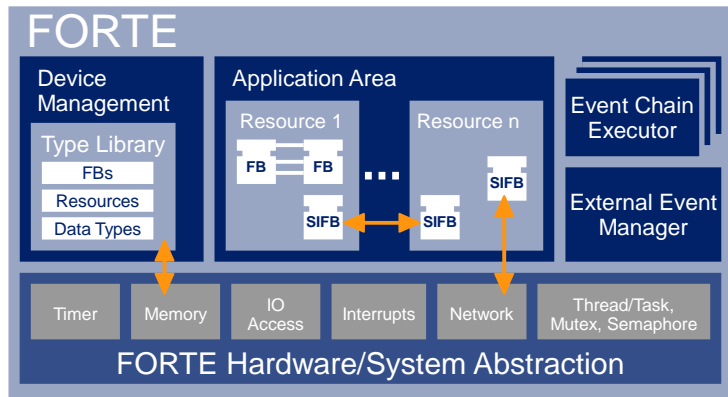 FORTE
Device
Management
Type Library
FBs
Resources
Data Types
Application Area
Resource 1
FB
FB
SIFB
...
Resource n
SIFB
SIFB
Event Chain
Executor
External Event
Manager
Timer
Memory
IO
Access
Interrupts
Network
Thread/Task,
Mutex, Semaphore
FORTE Hardware/System Abstraction